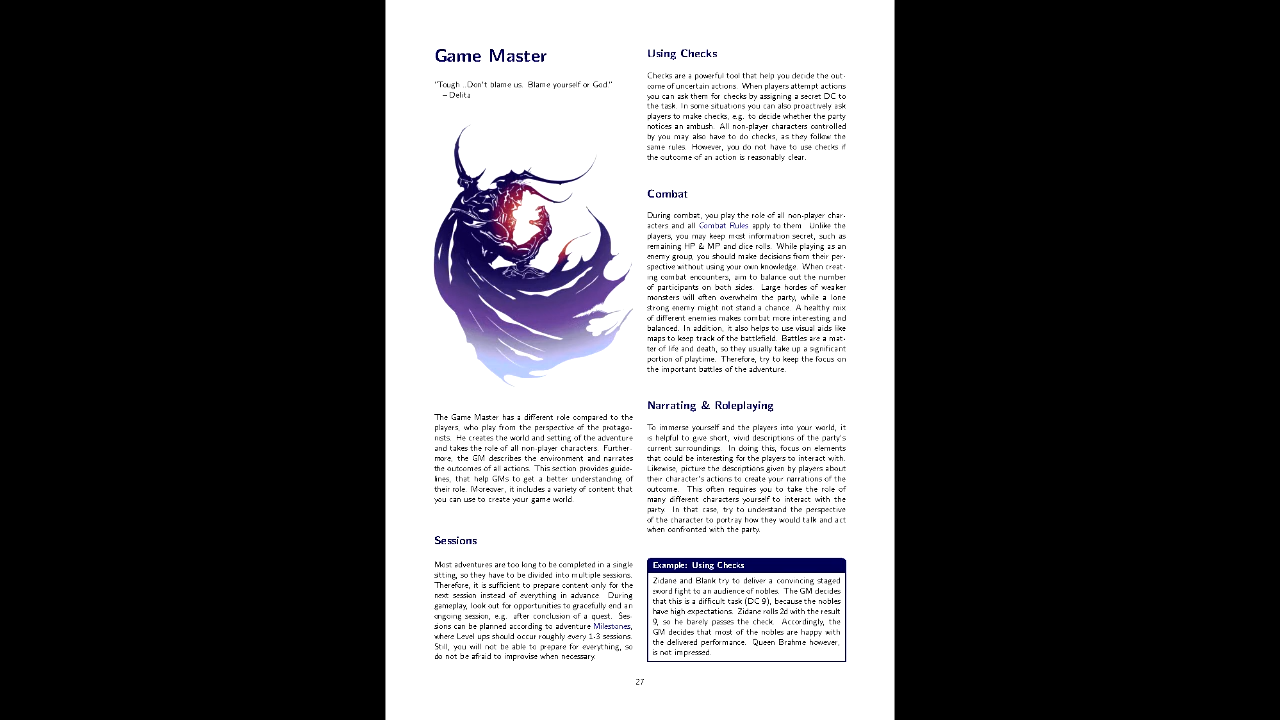 Game Master
"Tough...Don't blame us. Blame yourself or God."
– Delita
The Game Master has a different role compared to the
players, who play from the perspective of the protago-
nists. He creates the world and setting of the adventure
and takes the role of all non-player characters. Further-
more, the GM describes the environment and narrates
the outcomes of all actions. This section provides guide-
lines, that help GMs to get a better understanding of
their role. Moreover, it includes a variety of content that
you can use to create your game world.
Sessions
Most adventures are too long to be completed in a single
sitting, so they have to be divided into multiple sessions.
Therefore, it is sufficient to prepare content only for the
next session instead of everything in advance. During
gameplay, look out for opportunities to gracefully end an
ongoing session, e.g. after conclusion of a quest. Ses-
sions can be planned according to adventure Milestones,
where Level ups should occur roughly every 1-3 sessions.
Still, you will not be able to prepare for everything, so
do not be afraid to improvise when necessary.
Using Checks
Checks are a powerful tool that help you decide the out-
come of uncertain actions. When players attempt actions
you can ask them for checks by assigning a secret DC to
the task. In some situations you can also proactively ask
players to make checks, e.g. to decide whether the party
notices an ambush. All non-player characters controlled
by you may also have to do checks, as they follow the
same rules. However, you do not have to use checks if
the outcome of an action is reasonably clear.
Combat
During combat, you play the role of all non-player char-
acters and all Combat Rules apply to them. Unlike the
players, you may keep most information secret, such as
remaining HP & MP and dice rolls. While playing as an
enemy group, you should make decisions from their per-
spective without using your own knowledge. When creat-
ing combat encounters, aim to balance out the number
of participants on both sides. Large hordes of weaker
monsters will often overwhelm the party, while a lone
strong enemy might not stand a chance. A healthy mix
of different enemies makes combat more interesting and
balanced. In addition, it also helps to use visual aids like
maps to keep track of the battlefield. Battles are a mat-
ter of life and death, so they usually take up a significant
portion of playtime. Therefore, try to keep the focus on
the important battles of the adventure.
Narrating & Roleplaying
To immerse yourself and the players into your world, it
is helpful to give short, vivid descriptions of the party's
current surroundings. In doing this, focus on elements
that could be interesting for the players to interact with.
Likewise, picture the descriptions given by players about
their character's actions to create your narrations of the
outcome. This often requires you to take the role of
many different characters yourself to interact with the
party. In that case, try to understand the perspective
of the character to portray how they would talk and act
when confronted with the party.
Example: Using Checks
Zidane and Blank try to deliver a convincing staged
sword fight to an audience of nobles. The GM decides
that this is a difficult task (DC 9), because the nobles
have high expectations. Zidane rolls 2d with the result
9, so he barely passes the check. Accordingly, the
GM decides that most of the nobles are happy with
the delivered performance. Queen Brahme however,
is not impressed.
27